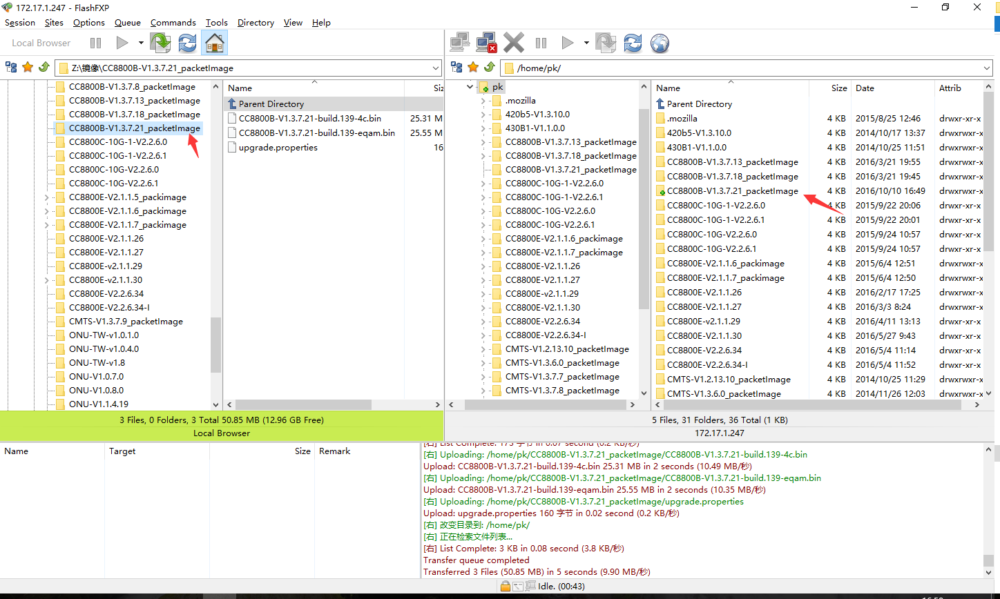 172.17.1.247 - FlashFXP
Session Sites Options Queue Commands Tools Directory View Help
Local Browser
Z:\镜像\CC8800B-V1.3.7.21_packetImage
CC8800B-V1.3.7.8_packetImage
CC8800B-V1.3.7.13_packetImage
CC8800B-V1.3.7.18_packetImage
CC8800B-V1.3.7.21_packetImage
CC8800C-10G-1-V2.2.6.0
CC8800C-10G-1-V2.2.6.1
CC8800C-10G-V2.2.6.0
CC8800C-10G-V2.2.6.1
CC8800E-V2.1.1.5_packimage
CC8800E-V2.1.1.6_packimage
CC8800E-V2.1.1.7_packimage
CC8800E-V2.1.1.26
CC8800E-V2.1.1.27
CC8800E-v2.1.1.29
CC8800E-v2.1.1.30
CC8800E-V2.2.6.34
CC8800E-V2.2.6.34-I
CMTS-V1.3.7.9_packetImage
ONU-TW-v1.0.1.0
ONU-TW-v1.0.4.0
ONU-TW-v1.8
ONU-V1.0.7.0
ONU-V1.0.8.0
ONU-V1.1.4.19
Name Siz
Parent Directory
CC8800B-V1.3.7.21-build.139-4c.bin 25.31 M
CC8800B-V1.3.7.21-build.139-eqam.bin 25.55 M
upgrade.properties 16
3 Files, 0 Folders, 3 Total 50.85 MB (12.96 GB Free)
Local Browser
/home/pk/
pk
.mozilla
420b5-V1.3.10.0
430B1-V1.1.0.0
CC8800B-V1.3.7.13_packetImage
CC8800B-V1.3.7.18_packetImage
CC8800B-V1.3.7.21_packetImage
CC8800C-10G-1-V2.2.6.0
CC8800C-10G-1-V2.2.6.1
CC8800C-10G-V2.2.6.0
CC8800C-10G-V2.2.6.1
CC8800E-V2.1.1.6_packimage
CC8800E-V2.1.1.7_packimage
CC8800E-V2.1.1.26
CC8800E-V2.1.1.27
CC8800E-v2.1.1.29
CC8800E-V2.1.1.30
CC8800E-V2.2.6.34
CC8800E-V2.2.6.34-I
CMTS-V1.2.13.10_packetImage
CMTS-V1.3.6.0_packetImage
CMTS-V1.3.7.7_packetImage
CMTS-V1.3.7.8_packetImage
Name Size Date Attrib
Parent Directory
.mozilla 4 KB 2015/8/25 12:46 drwxr-xr-x
420b5-V1.3.10.0 4 KB 2014/10/17 13:37 drwxr-xr-x
430B1-V1.1.0.0 4 KB 2014/10/25 11:51 drwxr-xr-x
CC8800B-V1.3.7.13_packetImage 4 KB 2016/3/21 19:55 drwxr-xr-x
CC8800B-V1.3.7.18_packetImage 4 KB 2016/3/21 19:45 drwxr-xr-x
CC8800B-V1.3.7.21_packetImage 4 KB 2016/10/10 16:49 drwxr-xr-x
CC8800C-10G-1-V2.2.6.0 4 KB 2015/9/22 20:06 drwxr-xr-x
CC8800C-10G-1-V2.2.6.1 4 KB 2015/9/22 20:01 drwxr-xr-x
CC8800C-10G-V2.2.6.0 4 KB 2015/9/24 10:57 drwxr-xr-x
CC8800C-10G-V2.2.6.1 4 KB 2015/9/24 10:57 drwxr-xr-x
CC8800E-V2.1.1.6_packimage 4 KB 2015/6/4 12:51 drwxr-xr-x
CC8800E-V2.1.1.7_packimage 4 KB 2015/6/4 12:50 drwxr-xr-x
CC8800E-V2.1.1.26 4 KB 2016/2/17 17:25 drwxr-xr-x
CC8800E-V2.1.1.27 4 KB 2016/3/3 8:24 drwxr-xr-x
CC8800E-v2.1.1.29 4 KB 2016/4/11 13:13 drwxr-xr-x
CC8800E-V2.1.1.30 4 KB 2016/5/27 9:43 drwxr-xr-x
CC8800E-V2.2.6.34 4 KB 2016/5/4 11:14 drwxr-xr-x
CC8800E-V2.2.6.34-I 4 KB 2016/5/4 11:52 drwxr-xr-x
CMTS-V1.2.13.10_packetImage 4 KB 2014/10/25 11:29 drwxr-xr-x
CMTS-V1.3.6.0_packetImage 4 KB 2014/11/26 12:03 drwxr-xr-x
5 Files, 31 Folders, 36 Total (1 KB)
172.17.1.247
Name Target Size Remark
[右] List Complete: 173 字节 in 0.07 second (0.2 KB/秒)
[右] Uploading: /home/pk/CC8800B-V1.3.7.21_packetImage/CC8800B-V1.3.7.21-build.139-4c.bin
Upload: CC8800B-V1.3.7.21-build.139-4c.bin 25.31 MB in 2 seconds (10.49 MB/秒)
[右] Uploading: /home/pk/CC8800B-V1.3.7.21_packetImage/CC8800B-V1.3.7.21-build.139-eqam.bin
Upload: CC8800B-V1.3.7.21-build.139-eqam.bin 25.55 MB in 2 seconds (10.35 MB/秒)
[右] Uploading: /home/pk/CC8800B-V1.3.7.21_packetImage/upgrade.properties
Upload: upgrade.properties 160 字节 in 0.02 second (0.2 KB/秒)
[右] 改变目录到: /home/pk/
[右] 正在检索文件列表...
[右] List Complete: 3 KB in 0.08 second (3.8 KB/秒)
Transfer queue completed
Transferred 3 Files (50.85 MB) in 5 seconds (9.90 MB/秒)
Idle. (00:43)